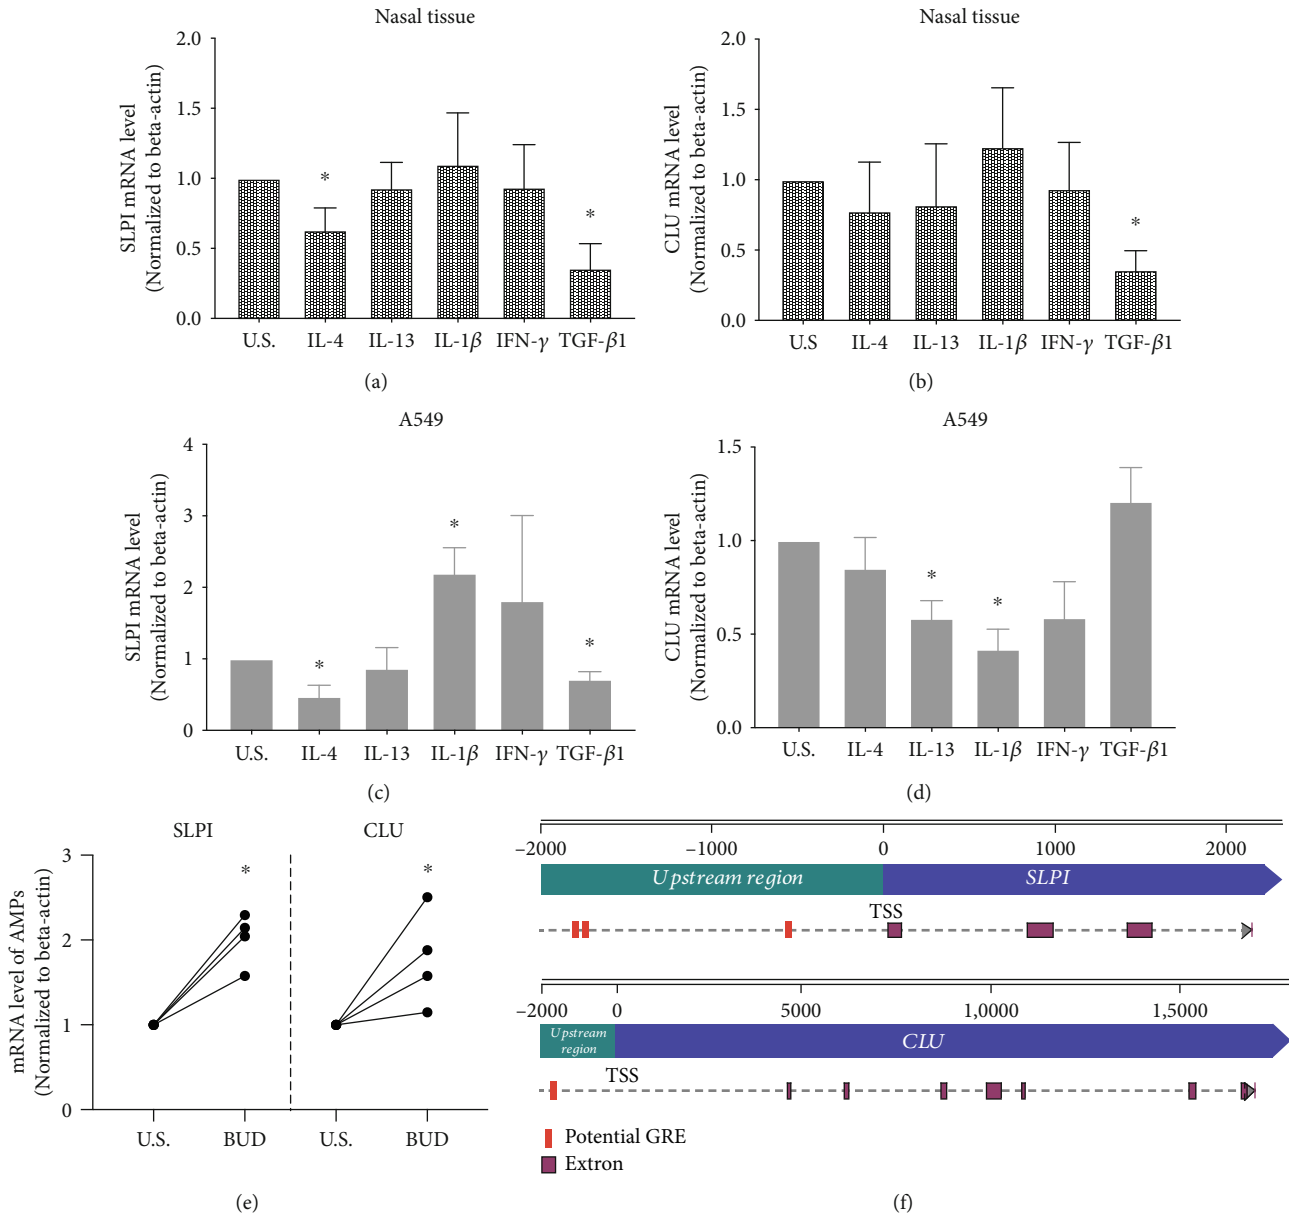 Nasal tissue
SLPI mRNA level
(Normalized to beta-actin)
2.0
1.5
1.0
0.5
0.0
*
*
U.S. IL-4 IL-13 IL-1β IFN-γ TGF-β1
(a)
Nasal tissue
CLU mRNA level
(Normalized to beta-actin)
2.0
1.5
1.0
0.5
0.0
*
U.S IL-4 IL-13 IL-1β IFN-γ TGF-β1
(b)
A549
SLPI mRNA level
(Normalized to beta-actin)
4
3
2
1
0
*
*
*
U.S. IL-4 IL-13 IL-1β IFN-γ TGF-β1
(c)
A549
CLU mRNA level
(Normalized to beta-actin)
1.5
1.0
0.5
0.0
*
*
U.S. IL-4 IL-13 IL-1β IFN-γ TGF-β1
(d)
SLPI CLU
mRNA level of AMPs
(Normalized to beta-actin)
3
2
1
0
* *
U.S. BUD U.S. BUD
(e)
−2000 −1000 0 1000 2000
Upstream region SLPI
TSS
−2000 0 5000 1,0000 1,5000
Upstream
region
CLU
TSS
Potential GRE
Extron
(f)